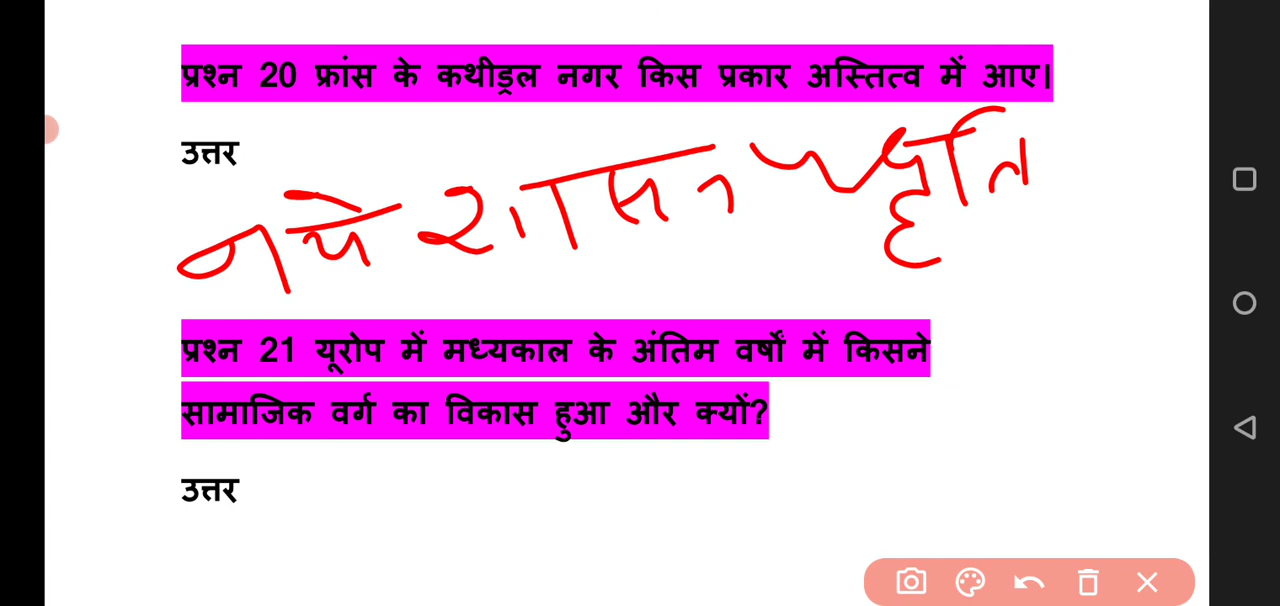 प्रश्न 20 फ्रांस के कथीड्रल नगर किस प्रकार अस्तित्व में आए।
उत्तर
नये शासन पद्धति
प्रश्न 21 यूरोप में मध्यकाल के अंतिम वर्षों में किसने
सामाजिक वर्ग का विकास हुआ और क्यों?
उत्तर